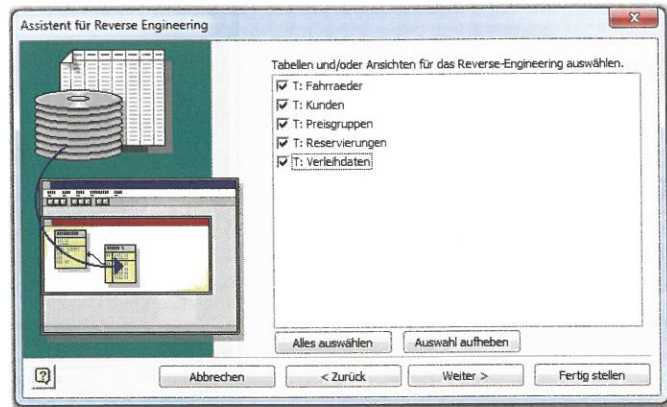 Assistent für Reverse Engineering
Tabellen und/oder Ansichten für das Reverse-Engineering auswählen.
T: Fahrraeder
T: Kunden
T: Preisgruppen
T: Reservierungen
T: Verleihdaten
Alles auswählen
Auswahl aufheben
Abbrechen
< Zurück
Weiter >
Fertig stellen